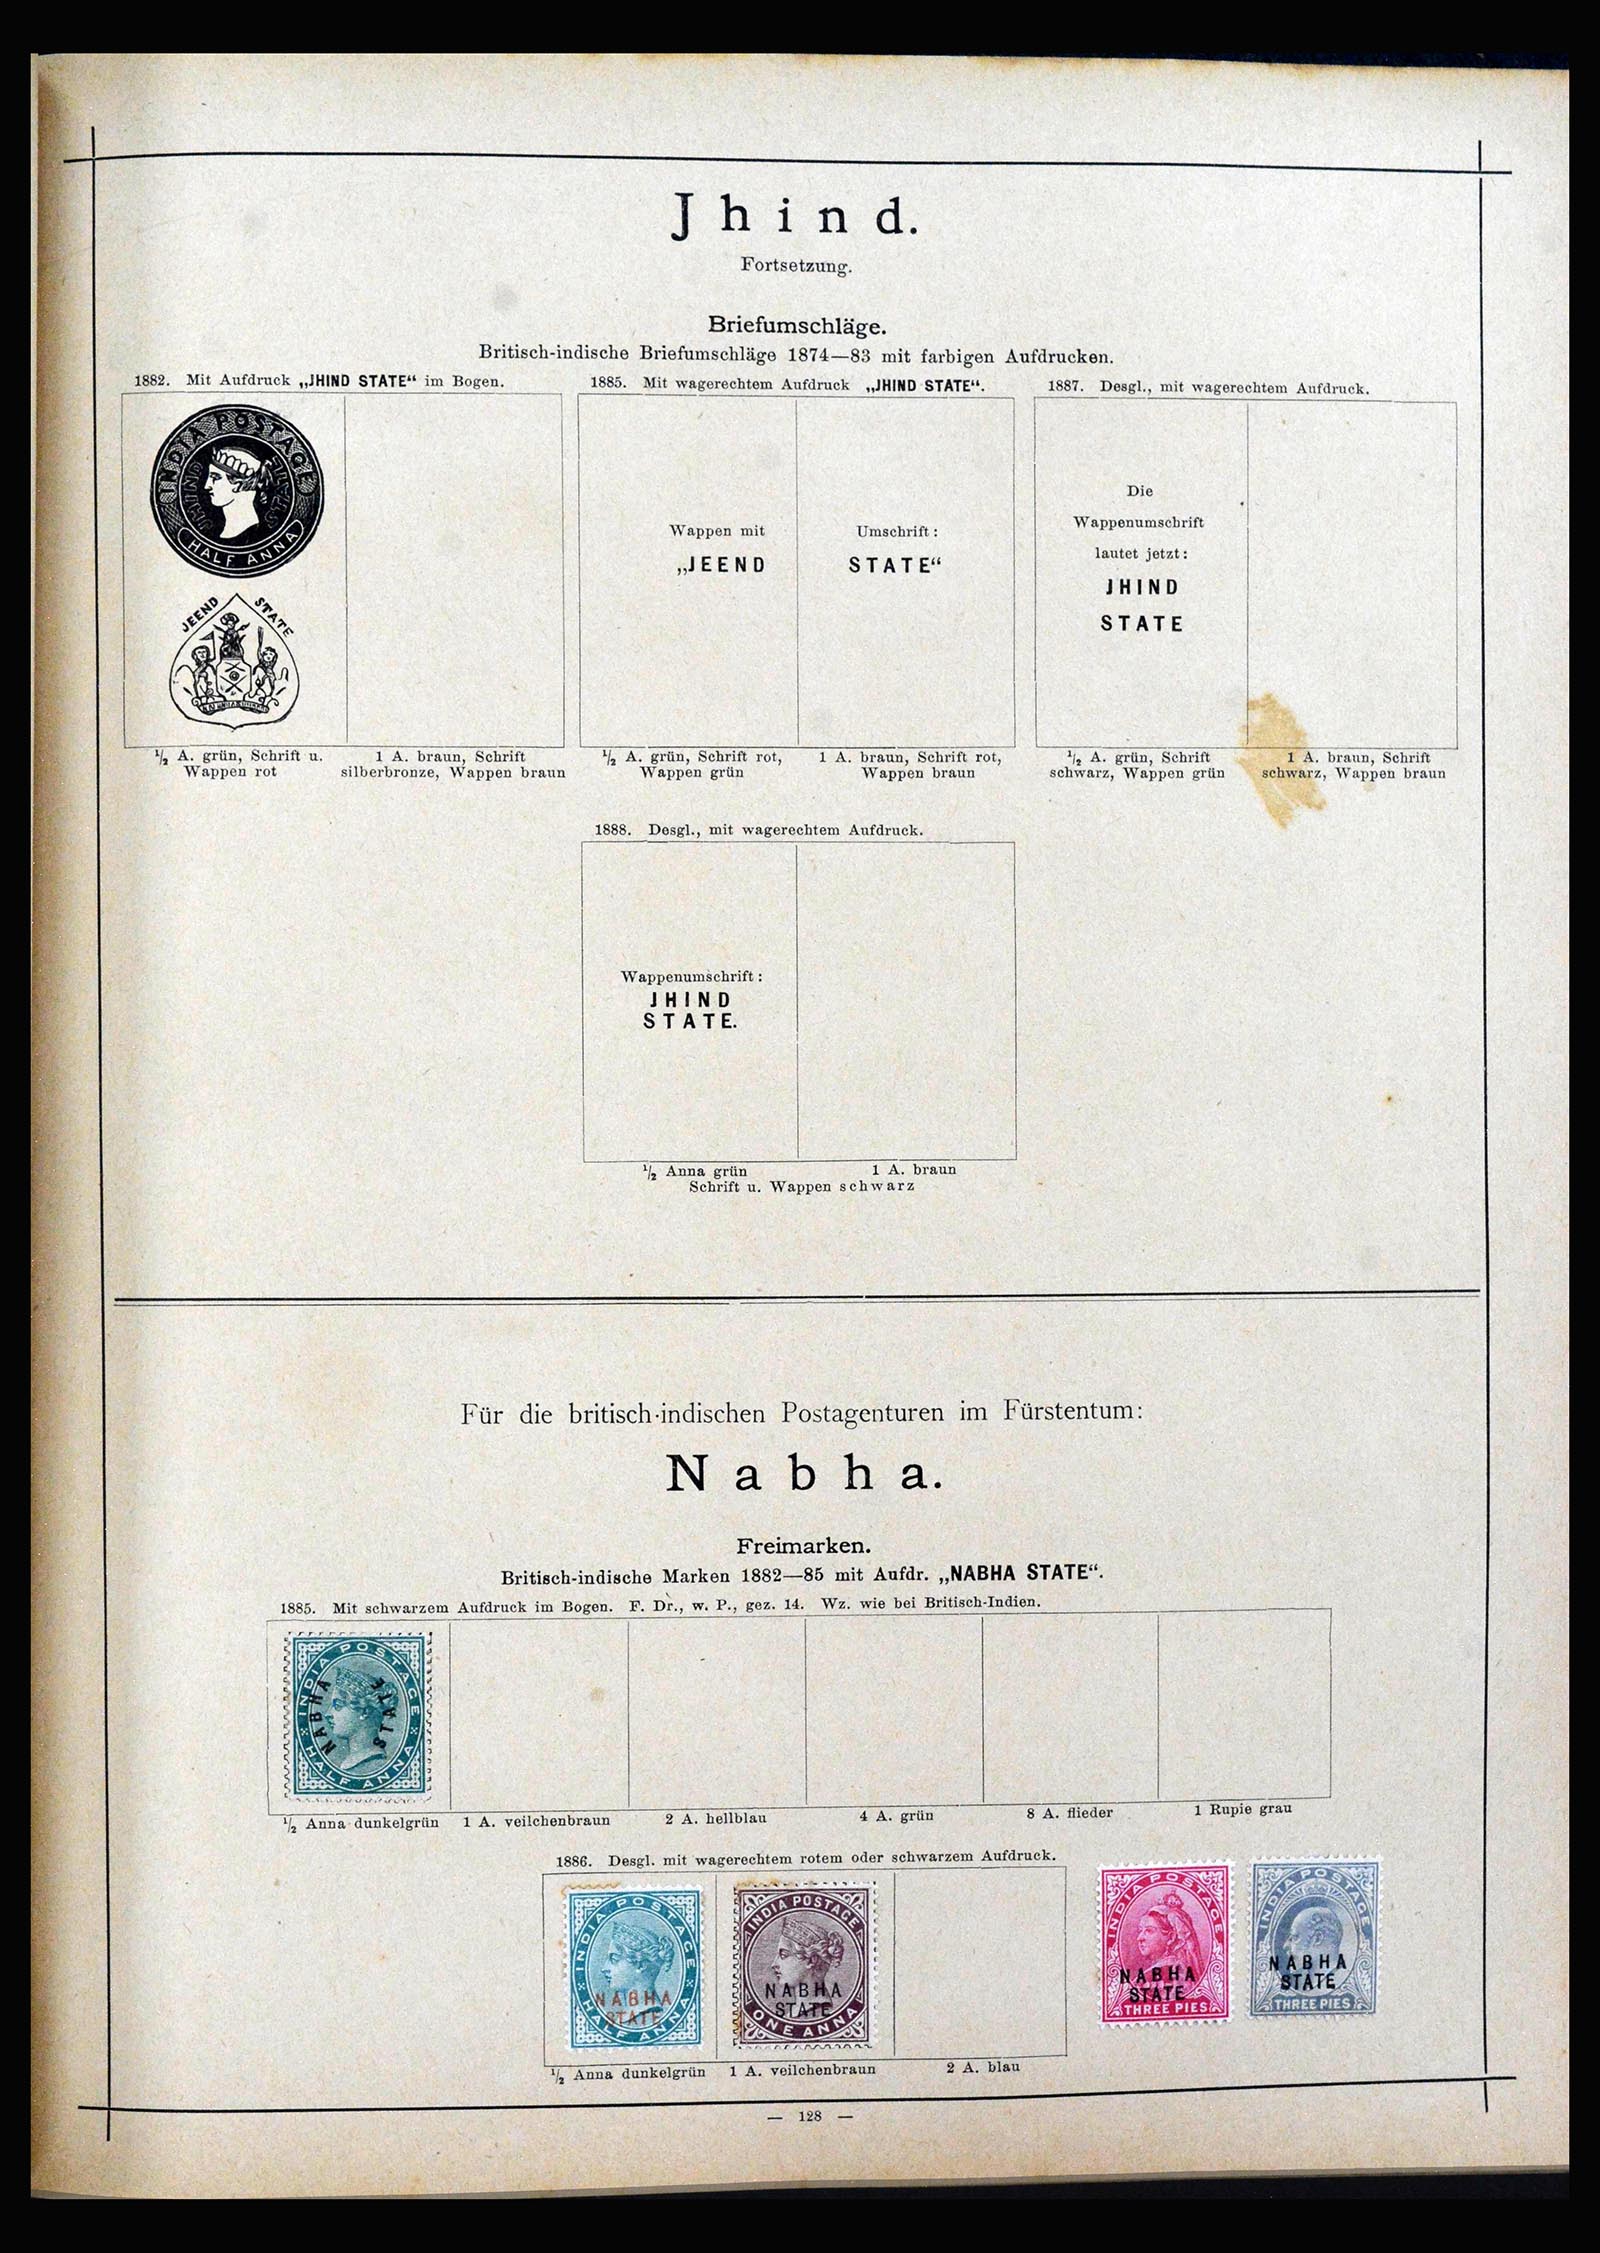 Jhind.
Fortsetzung.
Briefumschläge.
Britisch-indische Briefumschläge 1874—83 mit farbigen Aufdrucken.
1882. Mit Aufdruck „JHIND STATE“ im Bogen.
INDIA POSTAGE
JHIND STATE
HALF ANNA
JEEND STATE
½ A. grün, Schrift u.
Wappen rot
1 A. braun, Schrift
silberbronze, Wappen braun
1885. Mit wagerechtem Aufdruck „JHIND STATE“.
Wappen mit Umschrift:
„JEEND STATE“
½ A. grün, Schrift rot,
Wappen grün
1 A. braun, Schrift rot,
Wappen braun
1887. Desgl., mit wagerechtem Aufdruck.
Die
Wappenumschrift
lautet jetzt:
JHIND
STATE
½ A. grün, Schrift
schwarz, Wappen grün
1 A. braun, Schrift
schwarz, Wappen braun
1888. Desgl., mit wagerechtem Aufdruck.
Wappenumschrift:
JHIND
STATE.
½ Anna grün 1 A. braun
Schrift u. Wappen schwarz
Für die britisch-indischen Postagenturen im Fürstentum:
Nabha.
Freimarken.
Britisch-indische Marken 1882—85 mit Aufdr. „NABHA STATE“.
1885. Mit schwarzem Aufdruck im Bogen. F. Dr., w. P., gez. 14. Wz. wie bei Britisch-Indien.
INDIA POSTAGE
NABHA STATE
HALF ANNA
½ Anna dunkelgrün 1 A. veilchenbraun 2 A. hellblau 4 A. grün 8 A. flieder 1 Rupie grau
1886. Desgl. mit wagerechtem rotem oder schwarzem Aufdruck.
INDIA POSTAGE
NABHA
STATE
HALF ANNA
INDIA POSTAGE
NABHA
STATE
ONE ANNA
INDIA POSTAGE
NABHA
STATE
THREE PIES
INDIA POSTAGE
NABHA
STATE
THREE PIES
½ Anna dunkelgrün 1 A. veilchenbraun 2 A. blau
— 128 —